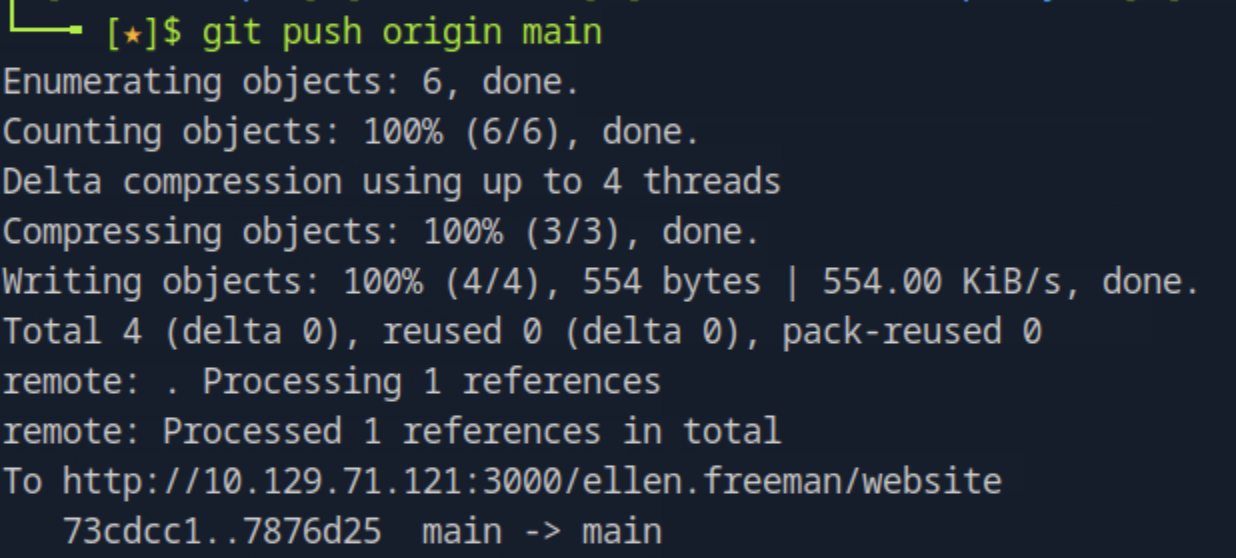 [★]$ git push origin main
Enumerating objects: 6, done.
Counting objects: 100% (6/6), done.
Delta compression using up to 4 threads
Compressing objects: 100% (3/3), done.
Writing objects: 100% (4/4), 554 bytes | 554.00 KiB/s, done.
Total 4 (delta 0), reused 0 (delta 0), pack-reused 0
remote: . Processing 1 references
remote: Processed 1 references in total
To http://10.129.71.121:3000/ellen.freeman/website
   73cdcc1..7876d25  main -> main